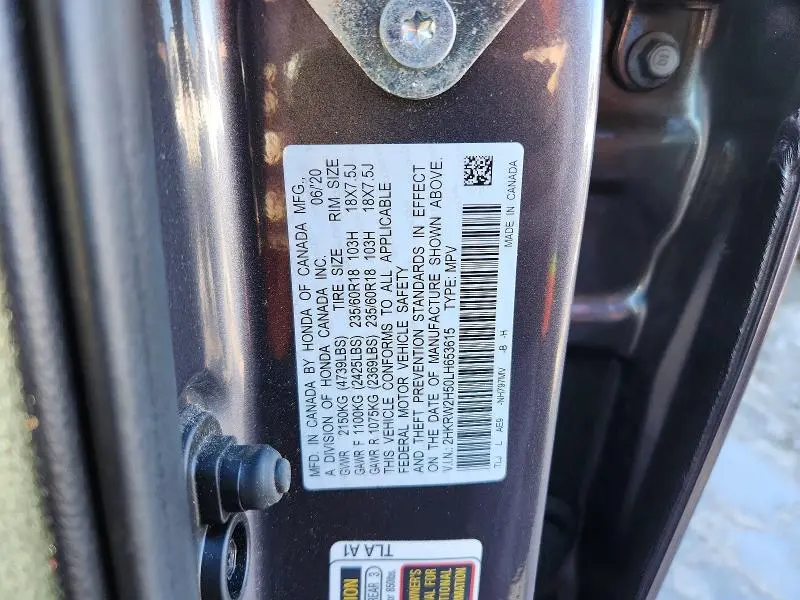 MFD. IN CANADA BY HONDA OF CANADA MFG.,
A DIVISION OF HONDA CANADA INC. 06/'20
GVWR 2150KG (4739LBS) TIRE SIZE RIM SIZE
GAWR F 1100KG (2425LBS) 235/60R18 103H 18X7.5J
GAWR R 1075KG (2369LBS) 235/60R18 103H 18X7.5J
THIS VEHICLE CONFORMS TO ALL APPLICABLE
FEDERAL MOTOR VEHICLE SAFETY
AND THEFT PREVENTION STANDARDS IN EFFECT
ON THE DATE OF MANUFACTURE SHOWN ABOVE.
V.I.N.: 2HKRW2H50LH653615 TYPE: MPV
TLJ L AE9 -NH797MV -B -H
MADE IN CANADA
TLA A1